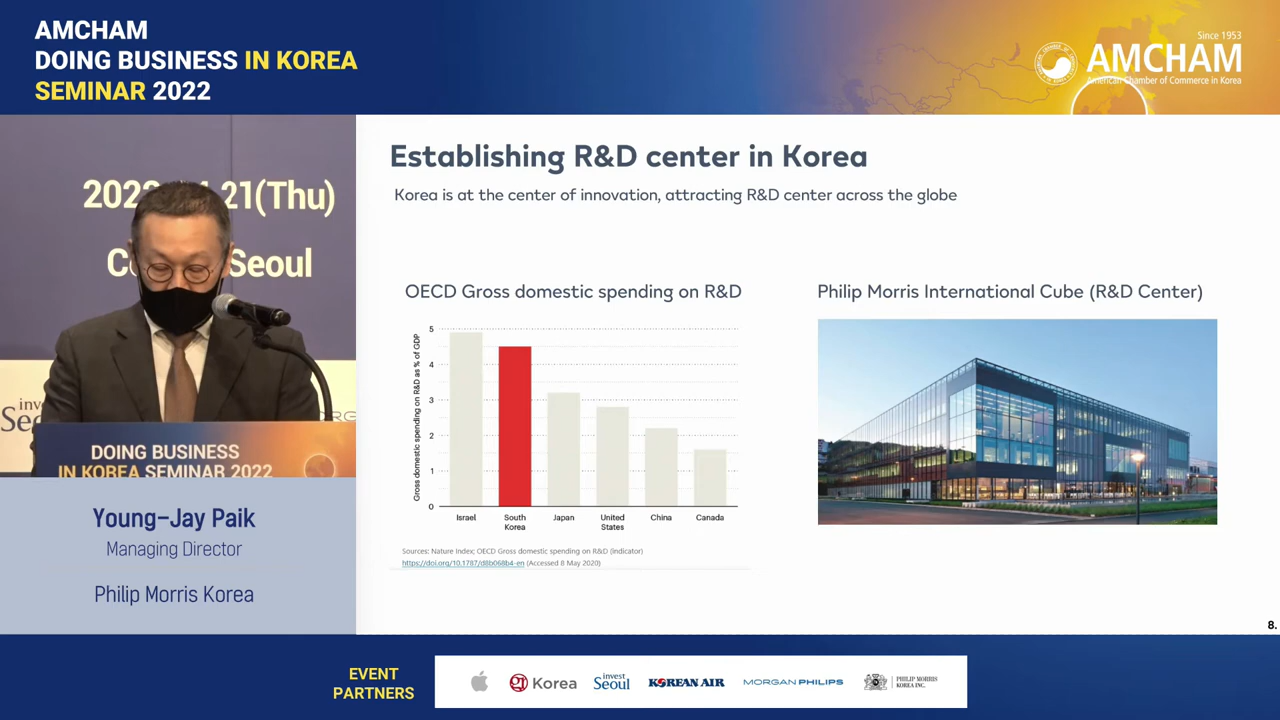 AMCHAM
DOING BUSINESS IN KOREA
SEMINAR 2022
Since 1953
AMCHAM
American Chamber of Commerce in Korea
21(Thu)
Seoul
DOING BUSINESS
IN KOREA SEMINAR 2022
Young-Jay Paik
Managing Director
Philip Morris Korea
Establishing R&D center in Korea
Korea is at the center of innovation, attracting R&D center across the globe
OECD Gross domestic spending on R&D
Gross domestic spending on R&D as % of GDP
5
4
3
2
1
0
Israel
South
Korea
Japan
United
States
China
Canada
Sources: Nature Index; OECD Gross domestic spending on R&D (indicator)
https://doi.org/10.1787/d8b068b4-en (Accessed 8 May 2020)
Philip Morris International Cube (R&D Center)
8.
EVENT
PARTNERS
Korea
invest
Seoul
KOREAN AIR
MORGAN PHILIPS
PHILIP MORRIS
KOREA INC.